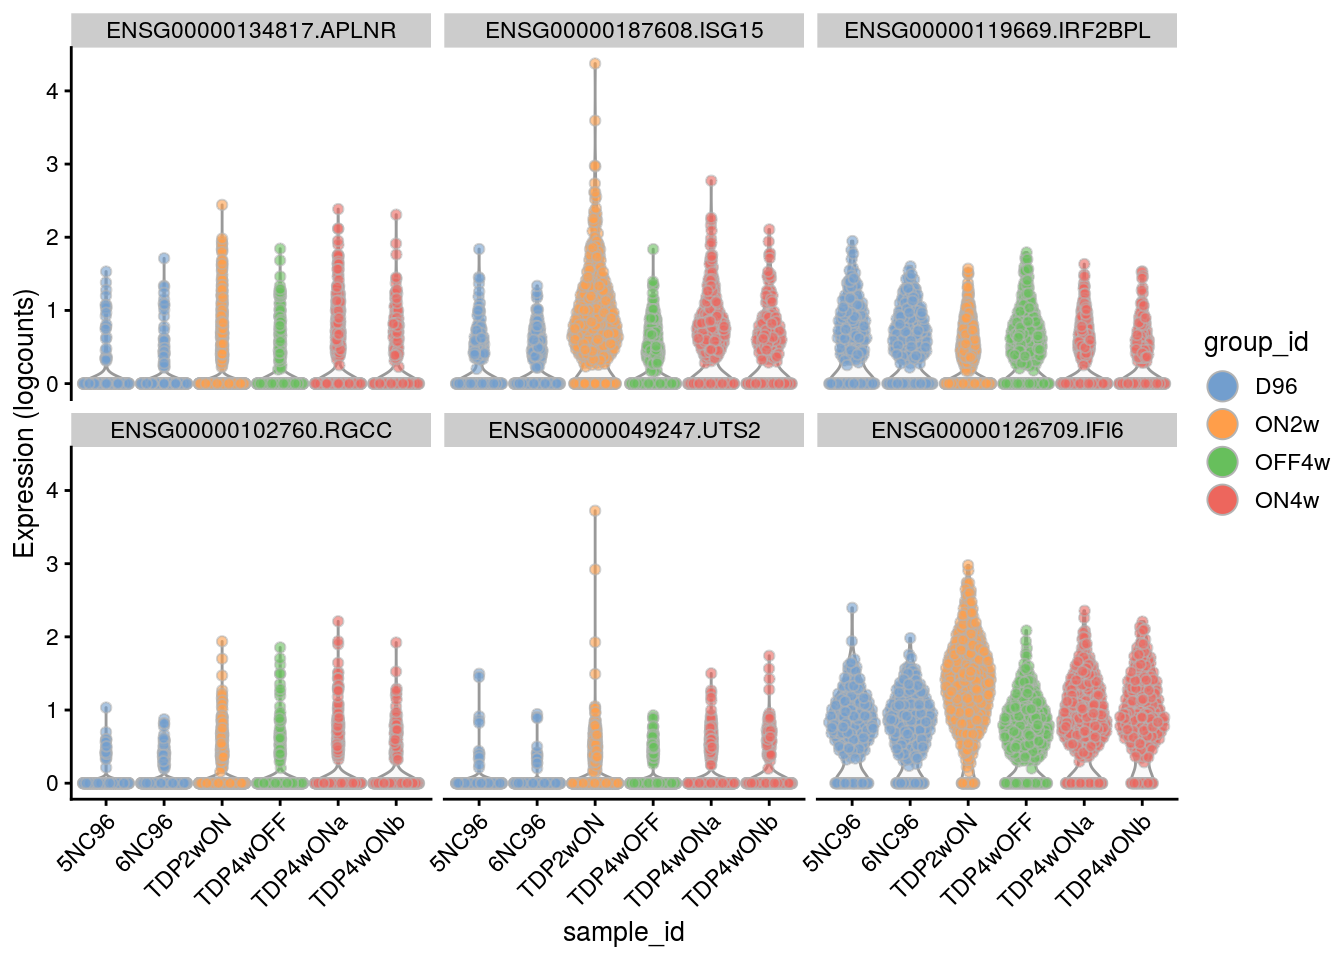 ENSG00000134817.APLNR ENSG00000187608.ISG15 ENSG00000119669.IRF2BPL
4
3
2
1
0
ENSG00000102760.RGCC ENSG00000049247.UTS2 ENSG00000126709.IFI6
4
3
2
1
0
Expression (logcounts)
5NC96 6NC96 TDP2wON TDP4wOFF TDP4wONa TDP4wONb 5NC96 6NC96 TDP2wON TDP4wOFF TDP4wONa TDP4wONb 5NC96 6NC96 TDP2wON TDP4wOFF TDP4wONa TDP4wONb
sample_id
group_id
D96
ON2w
OFF4w
ON4w